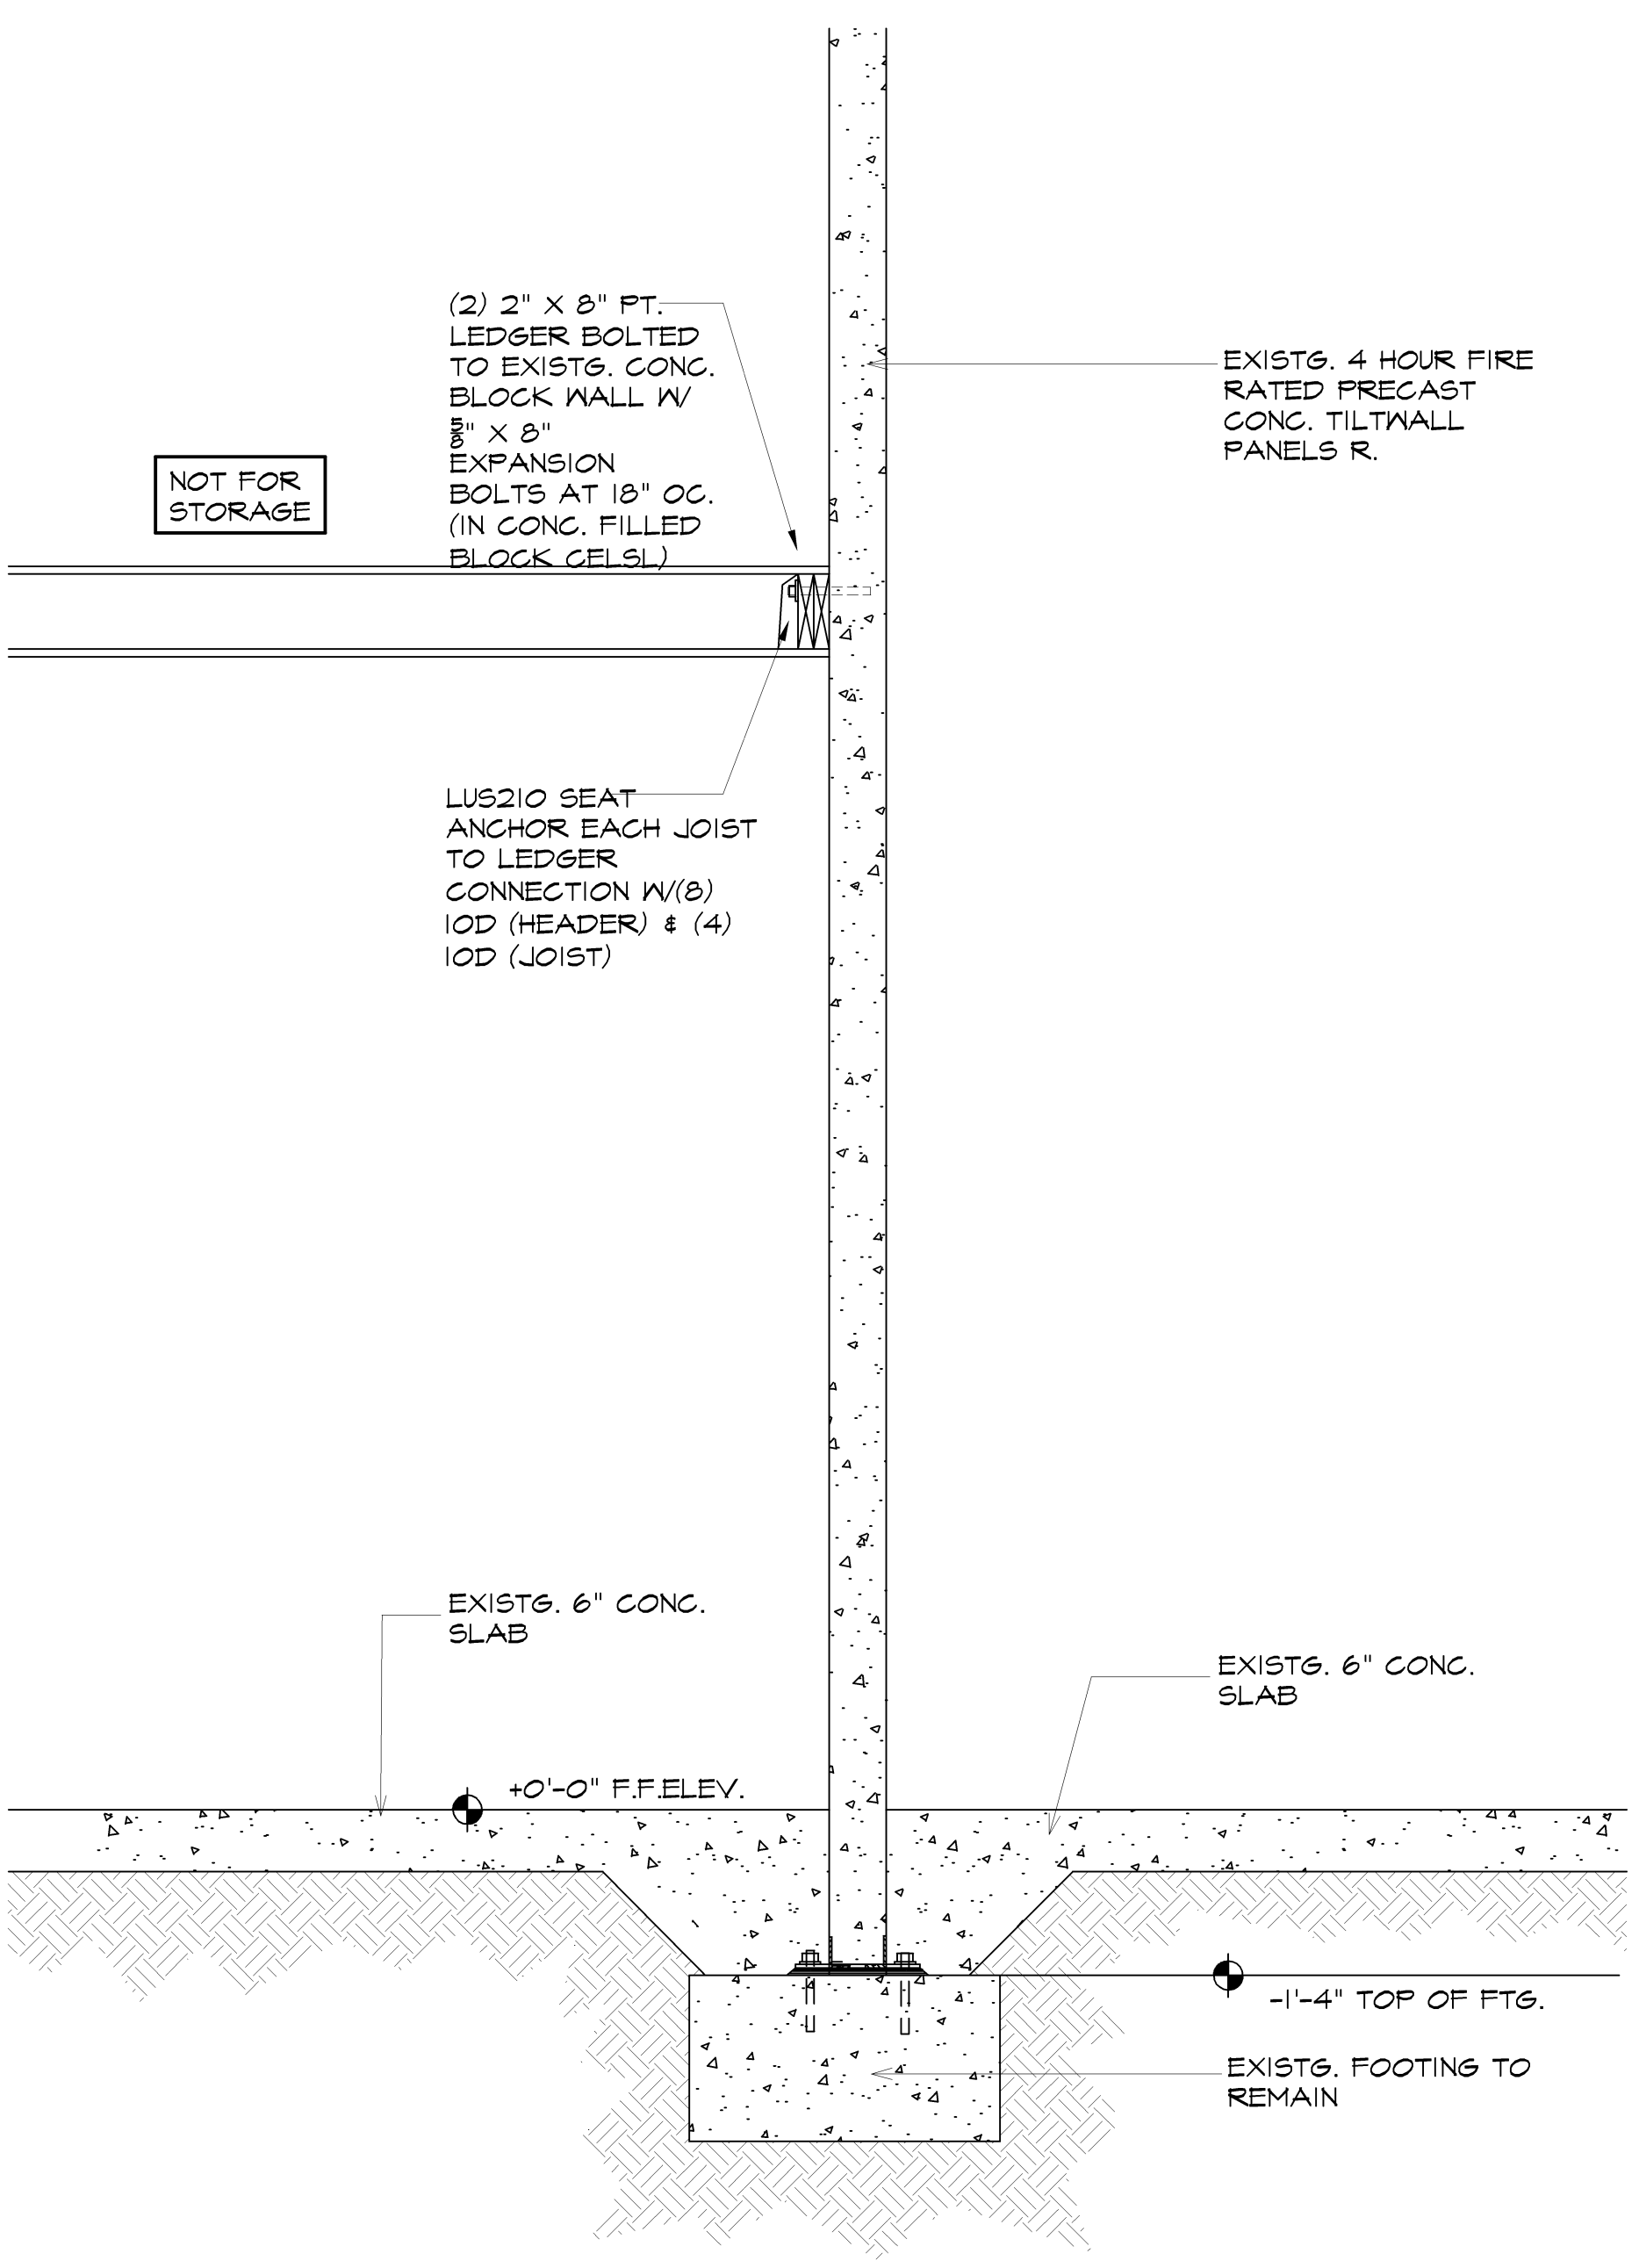 (2) 2" X 8" PT.
LEDGER BOLTED
TO EXISTG. CONC.
BLOCK WALL W/
5/8" X 8"
EXPANSION
BOLTS AT 18" OC.
(IN CONC. FILLED
BLOCK CELSL)
EXISTG. 4 HOUR FIRE
RATED PRECAST
CONC. TILTWALL
PANELS R.
NOT FOR
STORAGE
LUS210 SEAT
ANCHOR EACH JOIST
TO LEDGER
CONNECTION W/(8)
10D (HEADER) & (4)
10D (JOIST)
EXISTG. 6" CONC.
SLAB
EXISTG. 6" CONC.
SLAB
+0'-0" F.F.ELEV.
-1'-4" TOP OF FTG.
EXISTG. FOOTING TO
REMAIN